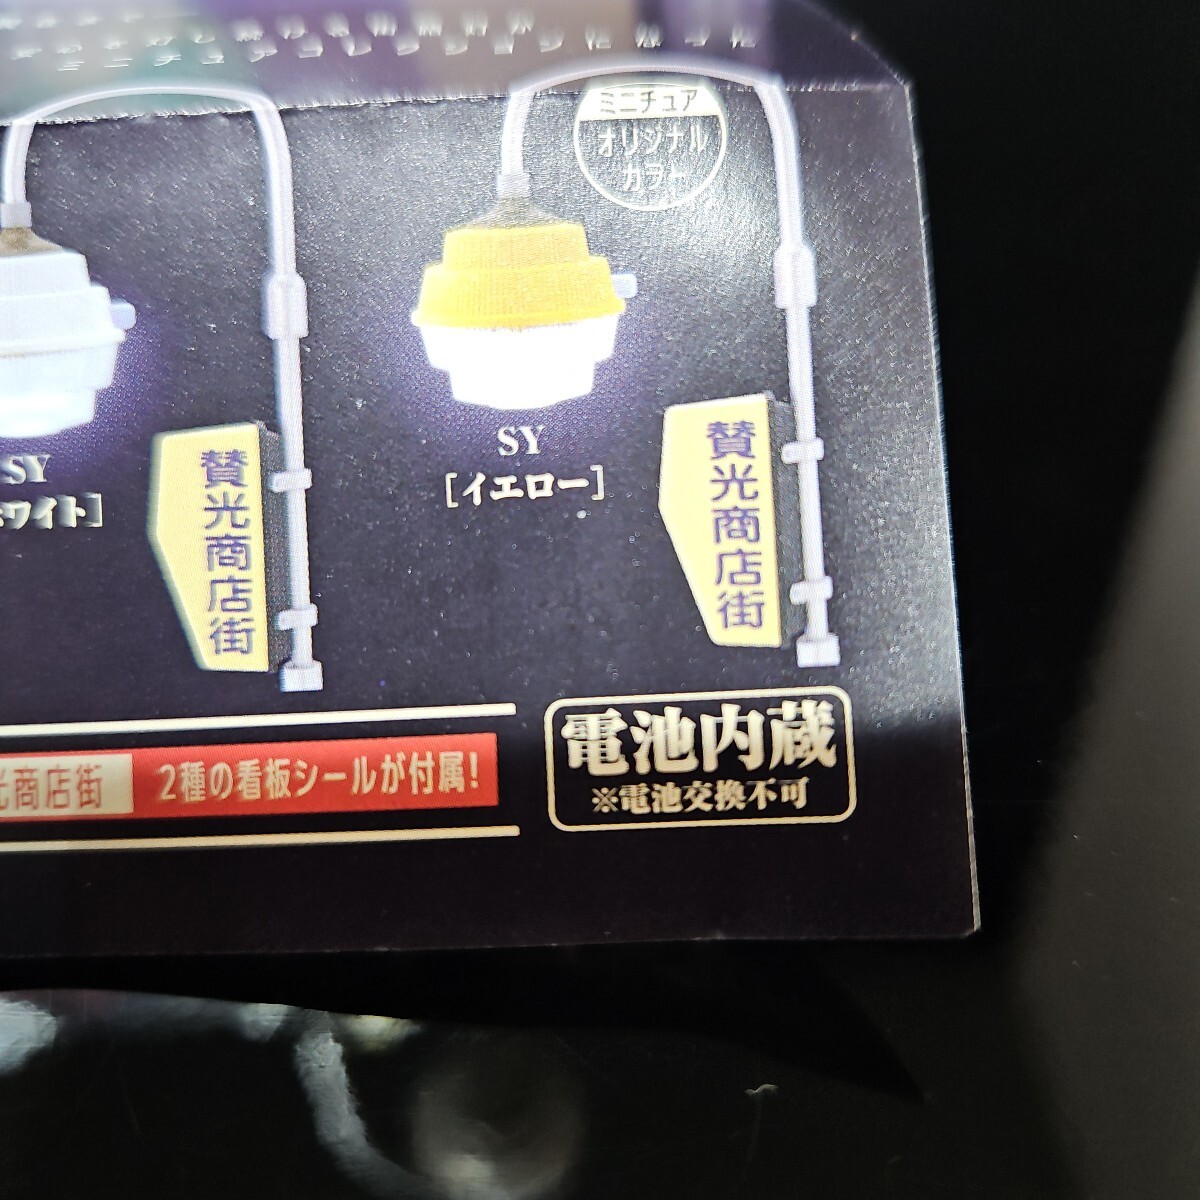 ミニチュア
オリジナル
カラー
SY
ホワイト]
SY
[イエロー]
賛光商店街
賛光商店街
光商店街
2種の看板シールが付属!
電池内蔵
※電池交換不可